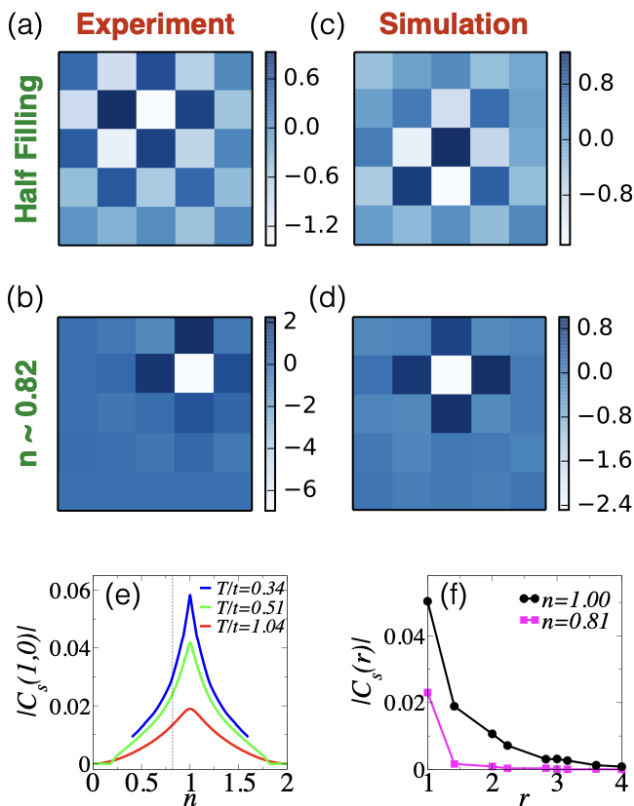 (a) Experiment (c) Simulation
Half Filling
0.6
0.0
−0.6
−1.2
0.8
0.0
−0.8
(b) (d)
n ~ 0.82
2
0
−2
−4
−6
0.8
0.0
−0.8
−1.6
−2.4
(e)
|C_s(1,0)|
0.06
0.04
0.02
0
T/t=0.34
T/t=0.51
T/t=1.04
0 0.5 1 1.5 2
n
(f)
|C_s(r)|
0.04
0.02
0
n=1.00
n=0.81
1 2 3 4
r